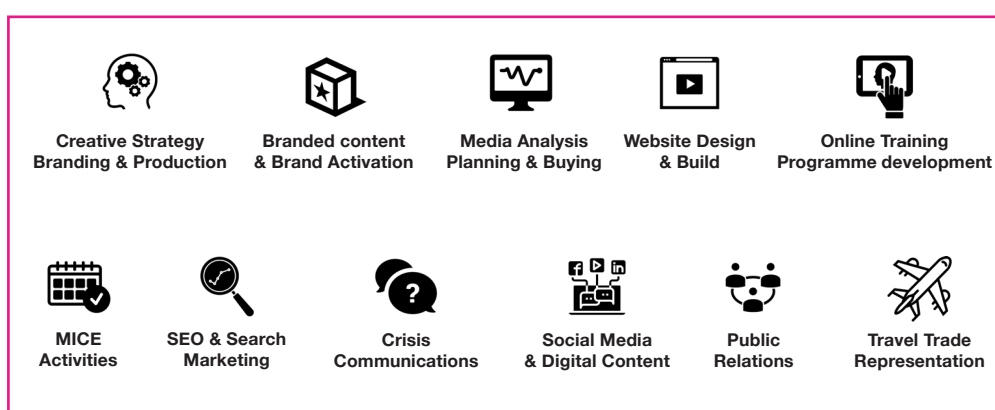 Creative Strategy
Branding & Production
Branded content
& Brand Activation
Media Analysis
Planning & Buying
Website Design
& Build
Online Training
Programme development
?
f
in
MICE
Activities
SEO & Search
Marketing
Crisis
Communications
Social Media
& Digital Content
Public
Relations
Travel Trade
Representation